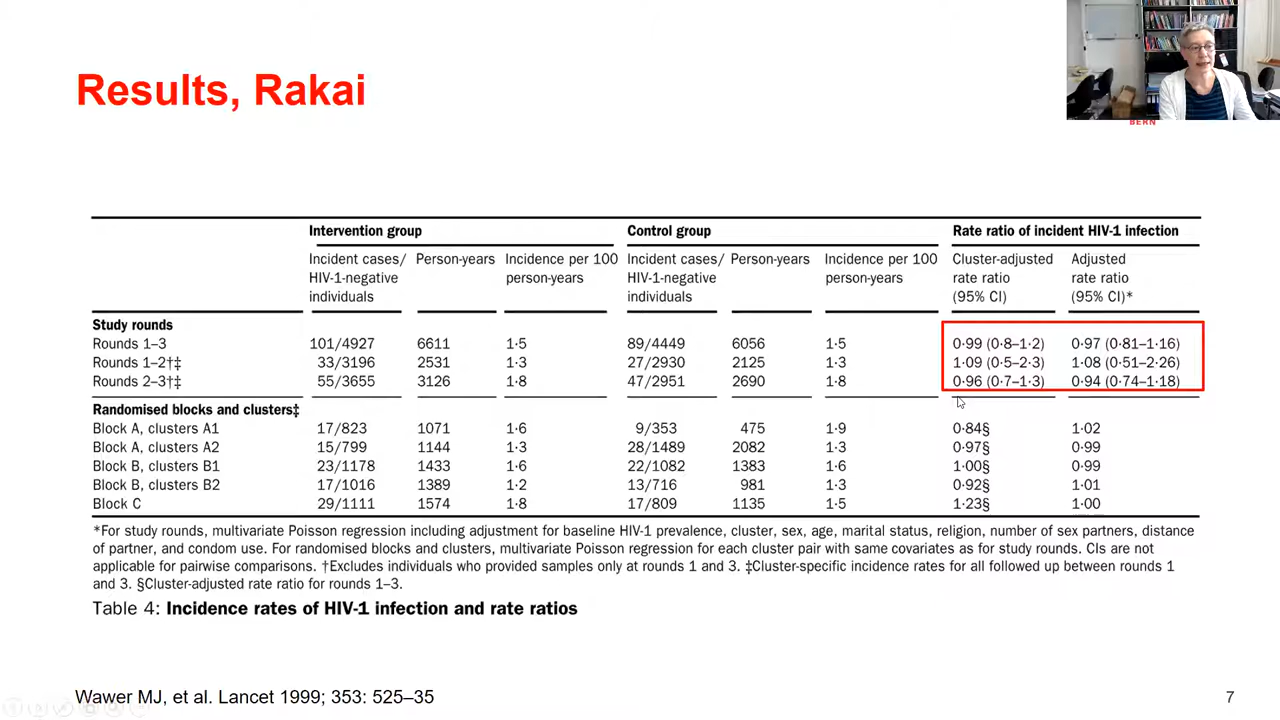 Results, Rakai
BERN
Intervention group Control group Rate ratio of incident HIV-1 infection
Incident cases/ Person-years Incidence per 100 Incident cases/ Person-years Incidence per 100 Cluster-adjusted Adjusted
HIV-1-negative person-years HIV-1-negative person-years rate ratio rate ratio
individuals individuals (95% CI) (95% CI)*
Study rounds
Rounds 1–3 101/4927 6611 1·5 89/4449 6056 1·5 0·99 (0·8–1·2) 0·97 (0·81–1·16)
Rounds 1–2†‡ 33/3196 2531 1·3 27/2930 2125 1·3 1·09 (0·5–2·3) 1·08 (0·51–2·26)
Rounds 2–3†‡ 55/3655 3126 1·8 47/2951 2690 1·8 0·96 (0·7–1·3) 0·94 (0·74–1·18)
Randomised blocks and clusters‡
Block A, clusters A1 17/823 1071 1·6 9/353 475 1·9 0·84§ 1·02
Block A, clusters A2 15/799 1144 1·3 28/1489 2082 1·3 0·97§ 0·99
Block B, clusters B1 23/1178 1433 1·6 22/1082 1383 1·6 1·00§ 0·99
Block B, clusters B2 17/1016 1389 1·2 13/716 981 1·3 0·92§ 1·01
Block C 29/1111 1574 1·8 17/809 1135 1·5 1·23§ 1·00
*For study rounds, multivariate Poisson regression including adjustment for baseline HIV-1 prevalence, cluster, sex, age, marital status, religion, number of sex partners, distance
of partner, and condom use. For randomised blocks and clusters, multivariate Poisson regression for each cluster pair with same covariates as for study rounds. CIs are not
applicable for pairwise comparisons. †Excludes individuals who provided samples only at rounds 1 and 3. ‡Cluster-specific incidence rates for all followed up between rounds 1
and 3. §Cluster-adjusted rate ratio for rounds 1–3.
Table 4: Incidence rates of HIV-1 infection and rate ratios
Wawer MJ, et al. Lancet 1999; 353: 525–35
7